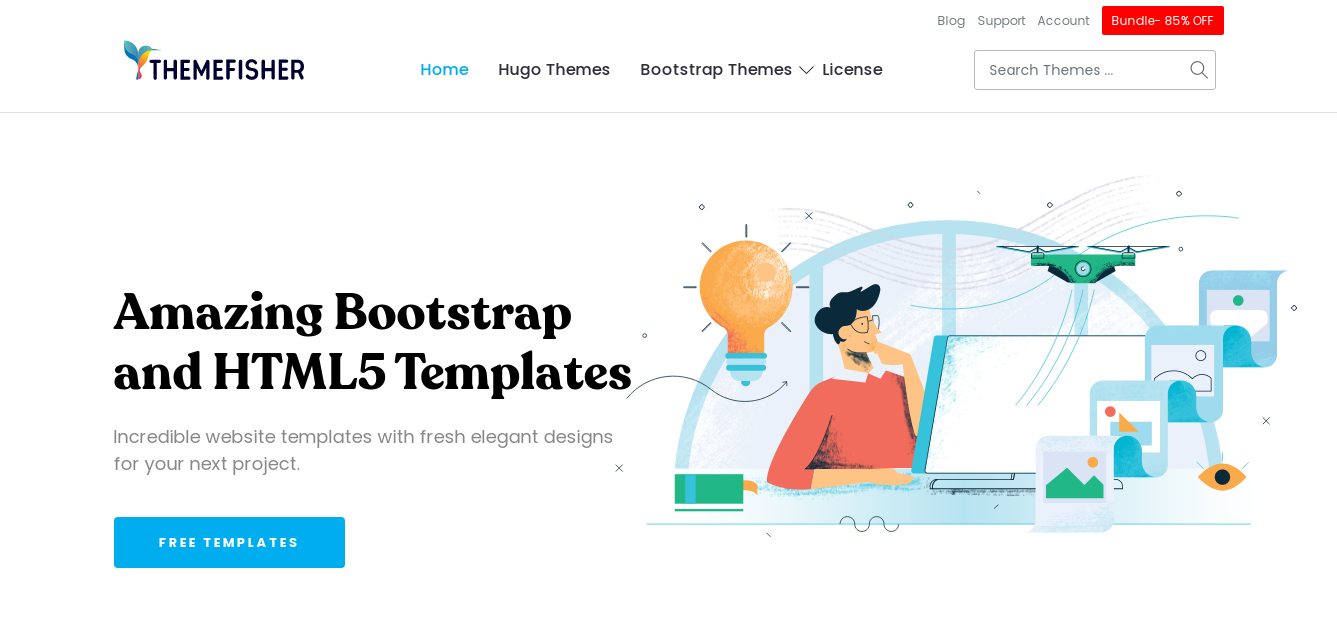 Blog Support Account Bundle- 85% OFF
THEMEFISHER
Home Hugo Themes Bootstrap Themes License
Search Themes ...
Amazing Bootstrap
and HTML5 Templates
Incredible website templates with fresh elegant designs
for your next project.
FREE TEMPLATES